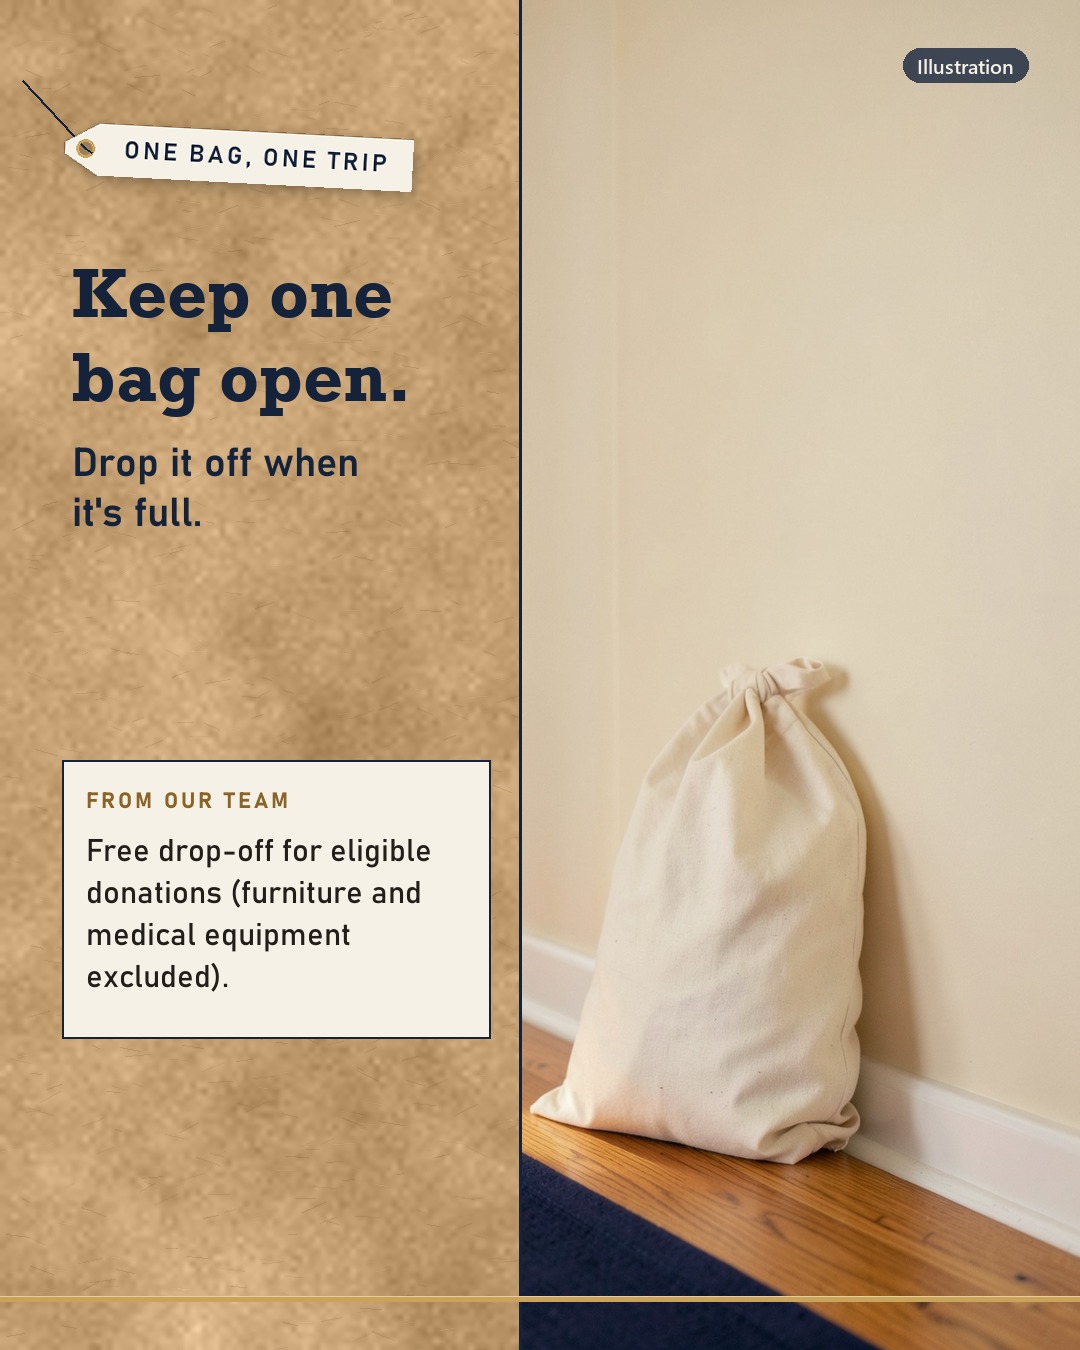 Illustration
ONE BAG, ONE TRIP
Keep one
bag open.
Drop it off when
it's full.
FROM OUR TEAM
Free drop-off for eligible
donations (furniture and
medical equipment
excluded).